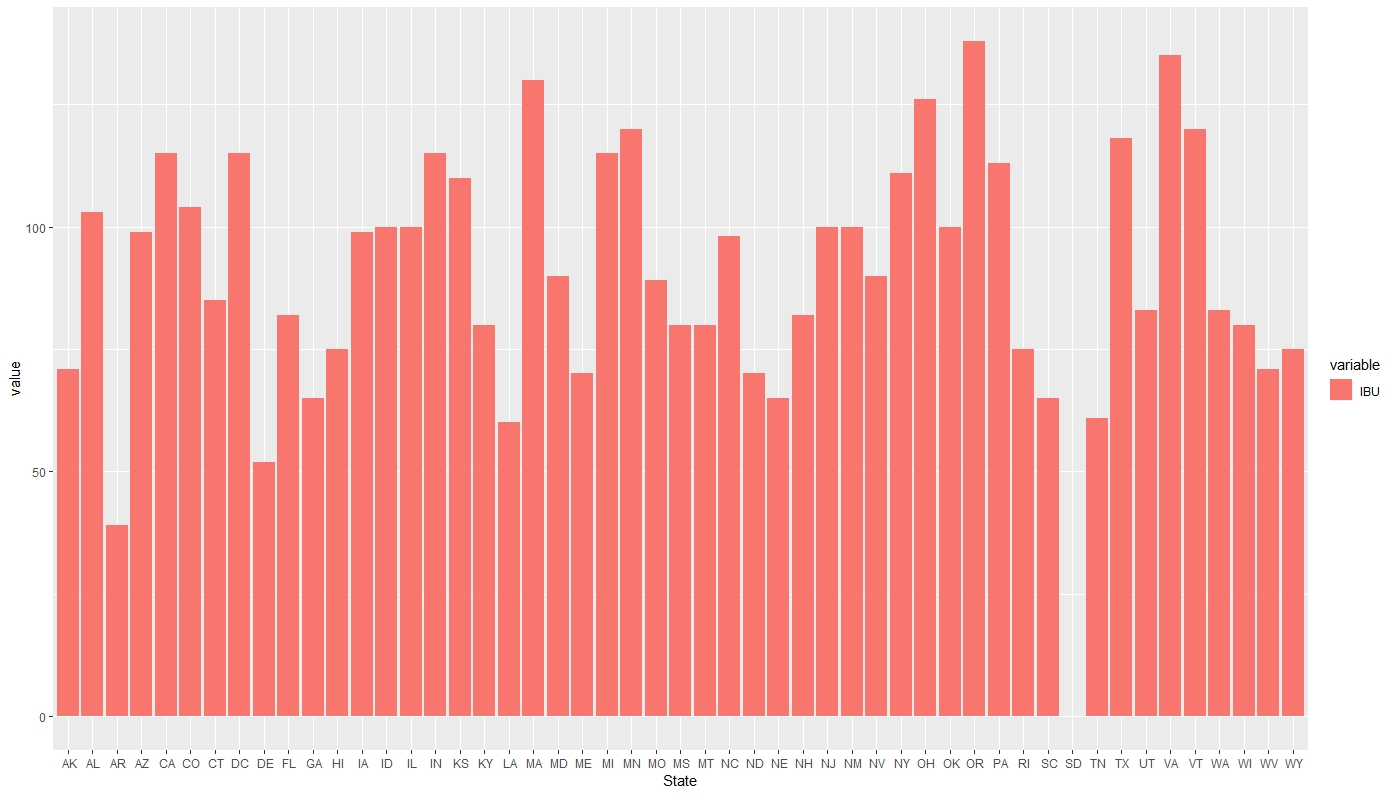 100
50
0
value
AK AL AR AZ CA CO CT DC DE FL GA HI IA ID IL IN KS KY LA MA MD ME MI MN MO MS MT NC ND NE NH NJ NM NV NY OH OK OR PA RI SC SD TN TX UT VA VT WA WI WV WY
State
variable
IBU